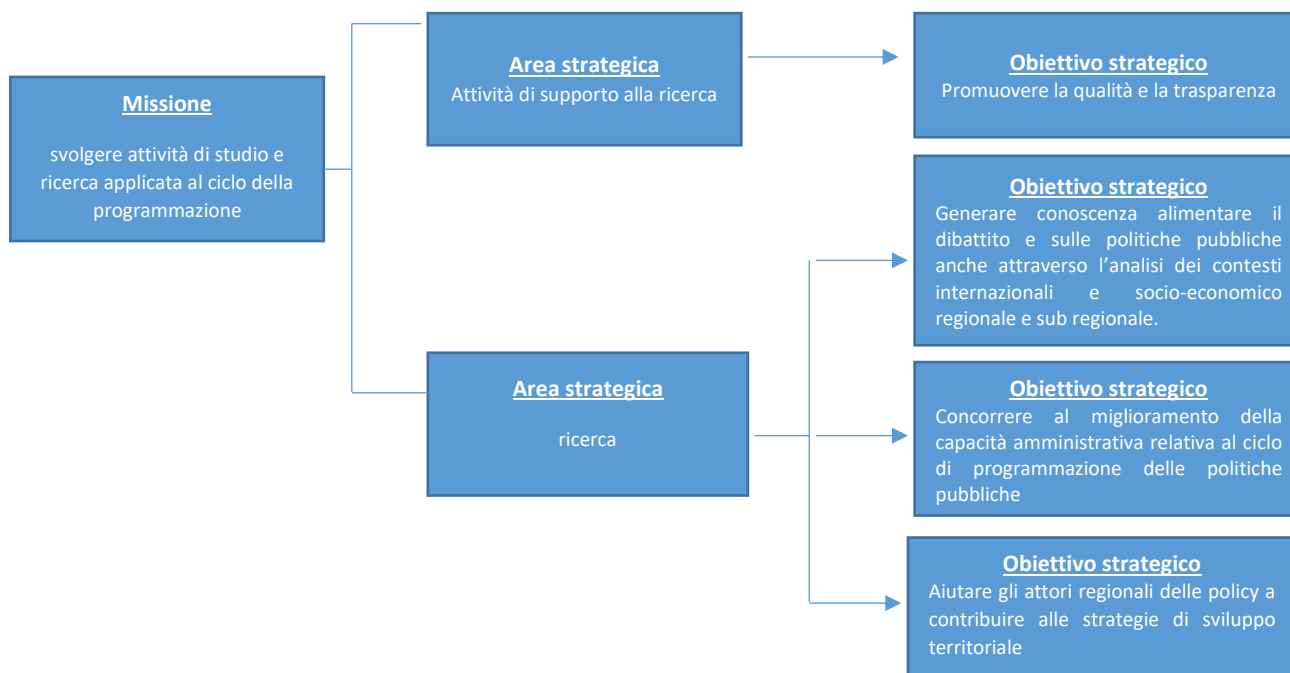 Missione
svolgere attività di studio e
ricerca applicata al ciclo della
programmazione
Area strategica
Attività di supporto alla ricerca
Obiettivo strategico
Promuovere la qualità e la trasparenza
Obiettivo strategico
Generare conoscenza alimentare il
dibattito e sulle politiche pubbliche
anche attraverso l'analisi dei contesti
internazionali e socio-economico
regionale e sub regionale.
Area strategica
ricerca
Obiettivo strategico
Concorrere al miglioramento della
capacità amministrativa relativa al ciclo
di programmazione delle politiche
pubbliche
Obiettivo strategico
Aiutare gli attori regionali delle policy a
contribuire alle strategie di sviluppo
territoriale